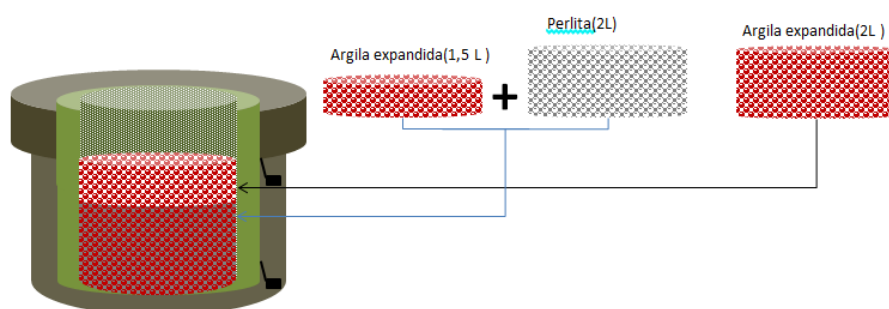 Perlita(2L)
Argila expandida(2L )
Argila expandida(1,5 L )